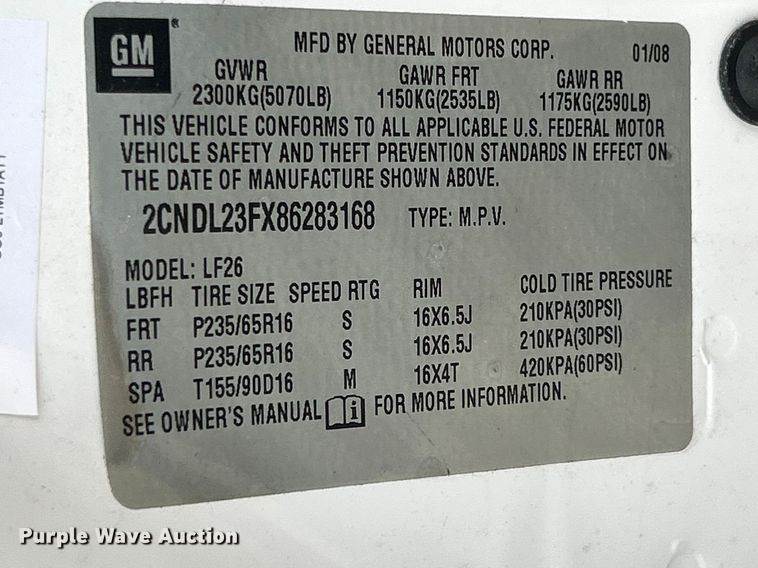 GM
®
MFD BY GENERAL MOTORS CORP. 01/08
GVWR GAWR FRT GAWR RR
2300KG(5070LB) 1150KG(2535LB) 1175KG(2590LB)
THIS VEHICLE CONFORMS TO ALL APPLICABLE U.S. FEDERAL MOTOR
VEHICLE SAFETY AND THEFT PREVENTION STANDARDS IN EFFECT ON
THE DATE OF MANUFACTURE SHOWN ABOVE.
2CNDL23FX86283168 TYPE: M.P.V.
MODEL: LF26
LBFH TIRE SIZE SPEED RTG RIM COLD TIRE PRESSURE
FRT P235/65R16 S 16X6.5J 210KPA(30PSI)
RR P235/65R16 S 16X6.5J 210KPA(30PSI)
SPA T155/90D16 M 16X4T 420KPA(60PSI)
SEE OWNER'S MANUAL i FOR MORE INFORMATION.
Purple Wave Auction